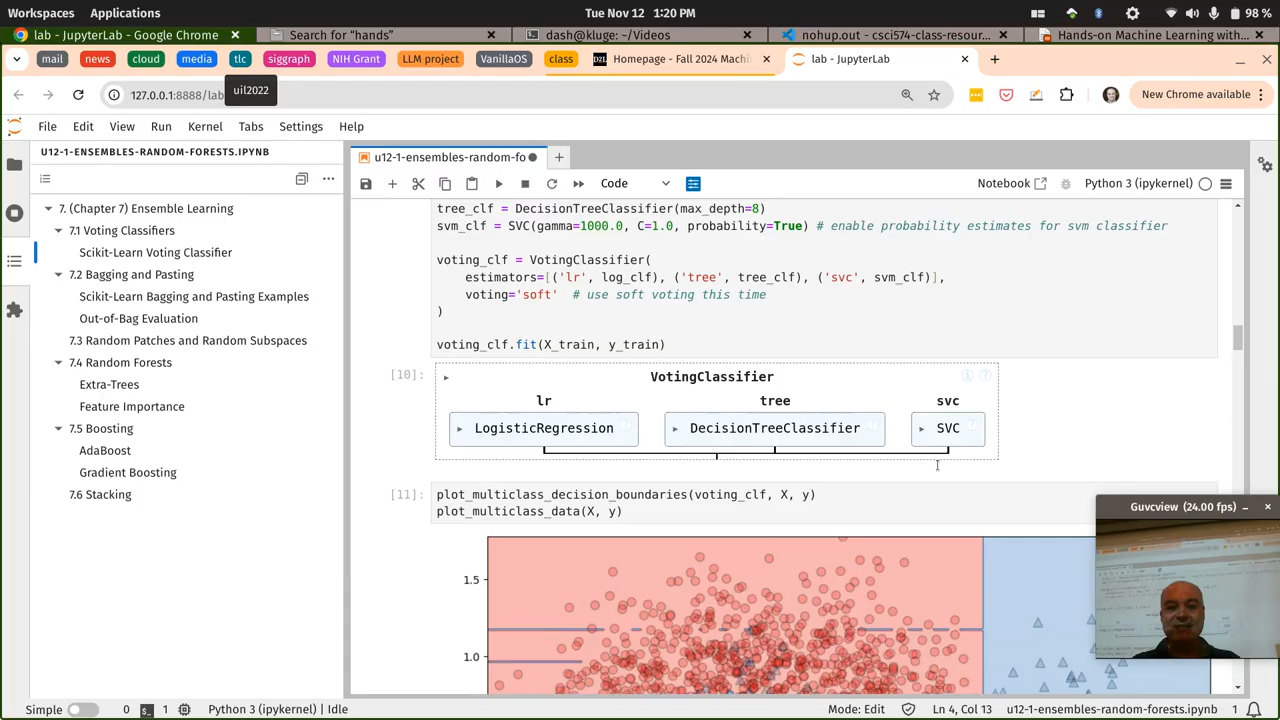 Workspaces Applications Tue Nov 12 1:20 PM 98 %
lab - JupyterLab - Google Chrome Search for “hands” dash@kluge: ~/Videos nohup.out - csci574-class-resour... Hands-on Machine Learning with...
mail news cloud media tlc siggraph NIH Grant LLM project VanillaOS class DZL Homepage - Fall 2024 Machi lab - JupyterLab
127.0.0.1:8888/lab New Chrome available
uil2022
File Edit View Run Kernel Tabs Settings Help
U12-1-ENSEMBLES-RANDOM-FORESTS.IPYNB
7. (Chapter 7) Ensemble Learning
7.1 Voting Classifiers
Scikit-Learn Voting Classifier
7.2 Bagging and Pasting
Scikit-Learn Bagging and Pasting Examples
Out-of-Bag Evaluation
7.3 Random Patches and Random Subspaces
7.4 Random Forests
Extra-Trees
Feature Importance
7.5 Boosting
AdaBoost
Gradient Boosting
7.6 Stacking
u12-1-ensembles-random-fo
Code Notebook Python 3 (ipykernel)
tree_clf = DecisionTreeClassifier(max_depth=8)
svm_clf = SVC(gamma=1000.0, C=1.0, probability=True) # enable probability estimates for svm classifier
voting_clf = VotingClassifier(
estimators=[('lr', log_clf), ('tree', tree_clf), ('svc', svm_clf)],
voting='soft' # use soft voting this time
)
voting_clf.fit(X_train, y_train)
[10]:
VotingClassifier
lr tree svc
LogisticRegression DecisionTreeClassifier SVC
[11]:
plot_multiclass_decision_boundaries(voting_clf, X, y)
plot_multiclass_data(X, y)
1.5
1.0
Guvcview (24.00 fps)
Simple 0 1 Python 3 (ipykernel) | Idle Mode: Edit Ln 4, Col 13 u12-1-ensembles-random-forests.ipynb 1